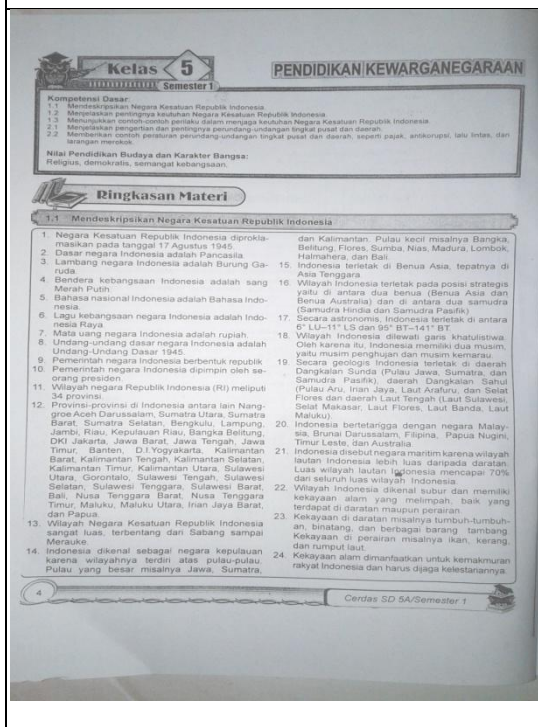 Kelas 5
Semester 1
PENDIDIKAN KEWARGANEGARAAN
Kompetensi Dasar:
1.1 Mendeskripsikan Negara Kesatuan Republik Indonesia.
1.2 Menjelaskan pentingnya keutuhan Negara Kesatuan Republik Indonesia.
1.3 Menunjukkan contoh-contoh perilaku dalam menjaga keutuhan Negara Kesatuan Republik Indonesia.
2.1 Menjelaskan pengertian dan pentingnya perundang-undangan tingkat pusat dan daerah.
2.2 Memberikan contoh peraturan perundang-undangan tingkat pusat dan daerah, seperti pajak, antikorupsi, lalu lintas, dan
larangan merokok.
Nilai Pendidikan Budaya dan Karakter Bangsa:
Religius, demokratis, semangat kebangsaan.
Ringkasan Materi
1.1 Mendeskripsikan Negara Kesatuan Republik Indonesia
1. Negara Kesatuan Republik Indonesia diprokla-
masikan pada tanggal 17 Agustus 1945.
2. Dasar negara Indonesia adalah Pancasila.
3. Lambang negara Indonesia adalah Burung Ga-
ruda.
4. Bendera kebangsaan Indonesia adalah sang
Merah Putih
5. Bahasa nasional Indonesia adalah Bahasa Indo-
nesia.
6. Lagu kebangsaan negara Indonesia adalah Indo-
nesia Raya
7. Mata uang negara Indonesia adalah rupiah.
8. Undang-undang dasar negara Indonesia adalah
Undang-Undang Dasar 1945.
9. Pemerintah negara Indonesia berbentuk republik
10. Pemerintah negara Indonesia dipimpin oleh se-
orang presiden.
11. Wilayah negara Republik Indonesia (RI) meliputi
34 provinsi.
12. Provinsi-provinsi di Indonesia antara lain Nang-
groe Aceh Darussalam, Sumatra Utara, Sumatra
Barat, Sumatra Selatan, Bengkulu, Lampung,
Jambi, Riau, Kepulauan Riau, Bangka Belitung,
DKI Jakarta, Jawa Barat, Jawa Tengah, Jawa
Timur, Banten, D.I.Yogyakarta, Kalimantan
Barat, Kalimantan Tengah, Kalimantan Selatan,
Kalimantan Timur, Kalimantan Utara, Sulawesi
Utara, Gorontalo, Sulawesi Tengah, Sulawesi
Selatan, Sulawesi Tenggara, Sulawesi Barat,
Bali, Nusa Tenggara Barat, Nusa Tenggara
Timur, Maluku, Maluku Utara, Irian Jaya Barat,
dan Papua.
13. Wilayah Negara Kesatuan Republik Indonesia
sangat luas, terbentang dari Sabang sampai
Merauke.
14. Indonesia dikenal sebagai negara kepulauan
karena wilayahnya terdiri atas pulau-pulau.
Pulau yang besar misalnya Jawa, Sumatra,
dan Kalimantan. Pulau kecil misalnya Bangka,
Belitung, Flores, Sumba, Nias, Madura, Lombok,
Halmahera, dan Bali.
15. Indonesia terletak di Benua Asia, tepatnya di
Asia Tenggara.
16. Wilayah Indonesia terletak pada posisi strategis
yaitu di antara dua benua (Benua Asia dan
Benua Australia) dan di antara dua samudra
(Samudra Hindia dan Samudra Pasifik)
17. Secara astronomis, Indonesia terletak di antara
6° LU–11° LS dan 95° BT–141° BT.
18. Wilayah Indonesia dilewati garis khatulistiwa.
Oleh karena itu, Indonesia memiliki dua musim,
yaitu musim penghujan dan musim kemarau.
19. Secara geologis Indonesia terletak di daerah
Dangkalan Sunda (Pulau Jawa, Sumatra, dan
Samudra Pasifik), daerah Dangkalan Sahul
(Pulau Aru, Irian Jaya, Laut Arafuru, dan Selat
Flores dan daerah Laut Tengah (Laut Sulawesi,
Selat Makasar, Laut Flores, Laut Banda, Laut
Maluku).
20. Indonesia bertetangga dengan negara Malay-
sia, Brunai Darussalam, Filipina, Papua Nugini,
Timur Leste, dan Australia
21. Indonesia disebut negara maritim karena wilayah
lautan Indonesia lebih luas daripada daratan.
Luas wilayah lautan Indonesia mencapai 70%
dari seluruh luas wilayah Indonesia.
22. Wilayah Indonesia dikenal subur dan memiliki
kekayaan alam yang melimpah, baik yang
terdapat di daratan maupun perairan.
23. Kekayaan di daratan misalnya tumbuh-tumbuh-
an, binatang, dan berbagai barang tambang.
Kekayaan di perairan misalnya ikan, kerang,
dan rumput laut.
24. Kekayaan alam dimanfaatkan untuk kemakmuran
rakyat Indonesia dan harus dijaga kelestariannya.
4
Cerdas SD 5A/Semester 1